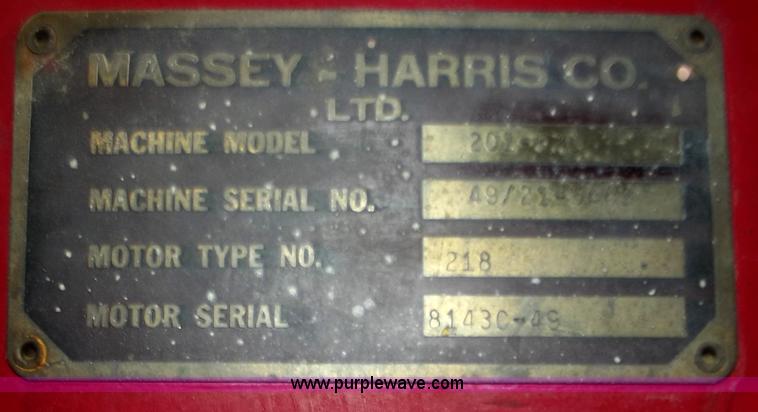 MASSEY-HARRIS CO.
LTD.
MACHINE MODEL
MACHINE SERIAL NO.
MOTOR TYPE NO. 218
MOTOR SERIAL 8143C-49
www.purplewave.com